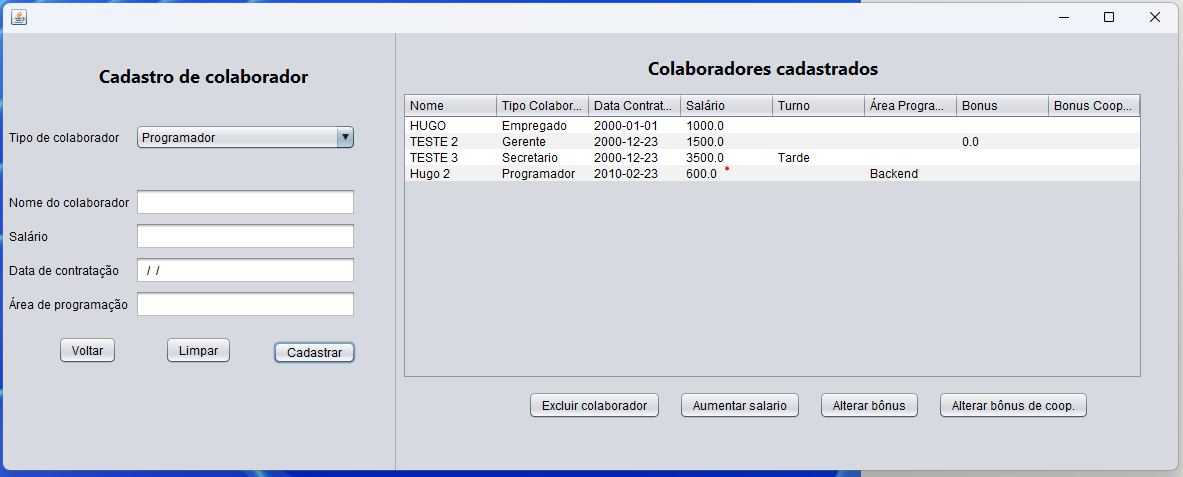 Cadastro de colaborador
Tipo de colaborador Programador
Nome do colaborador
Salário
Data de contratação / /
Área de programação
Voltar Limpar Cadastrar
Colaboradores cadastrados
Nome Tipo Colabor... Data Contrat... Salário Turno Área Progra... Bonus Bonus Coop...
HUGO Empregado 2000-01-01 1000.0
TESTE 2 Gerente 2000-12-23 1500.0 0.0
TESTE 3 Secretario 2000-12-23 3500.0 Tarde
Hugo 2 Programador 2010-02-23 600.0 Backend
Excluir colaborador Aumentar salario Alterar bônus Alterar bônus de coop.